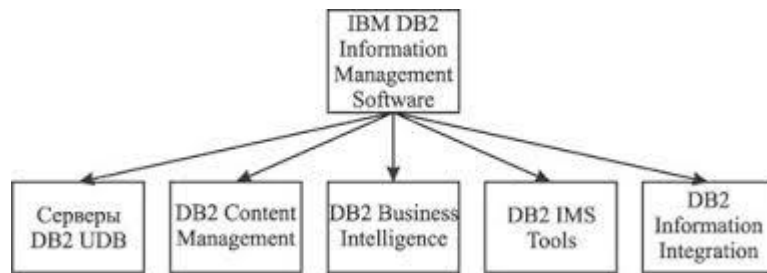 IBM DB2
Information
Management
Software
Серверы
DB2 UDB
DB2 Content
Management
DB2 Business
Intelligence
DB2 IMS
Tools
DB2
Information
Integration